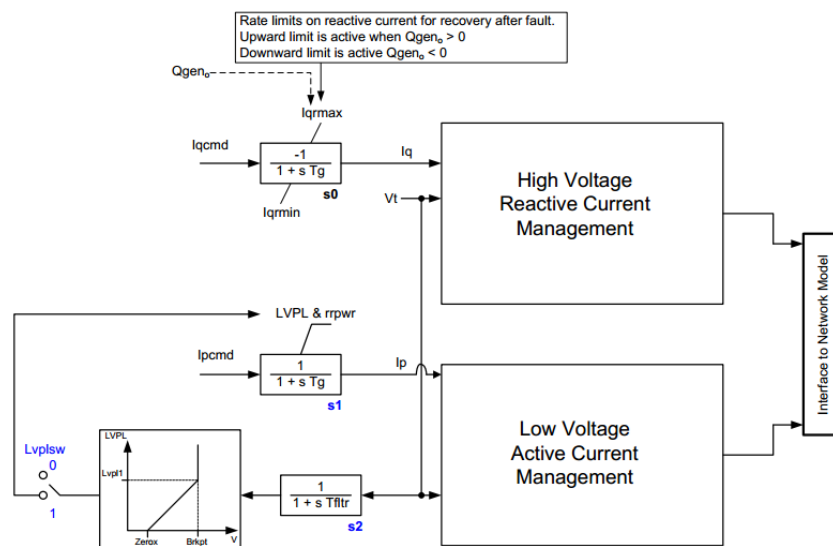 Rate limits on reactive current for recovery after fault.
Upward limit is active when Qgenₒ > 0
Downward limit is active Qgenₒ < 0
Qgenₒ
Iqrmax
Iqcmd
-1
1 + s Tg
Iq
s0
Iqrmin
Vt
High Voltage
Reactive Current
Management
Interface to Network Model
LVPL & rrpwr
Ipcmd
1
1 + s Tg
Ip
s1
Low Voltage
Active Current
Management
Lvplsw
0
1
LVPL
Lvpl1
Zerox
Brkpt
V
1
1 + s Tfltr
s2